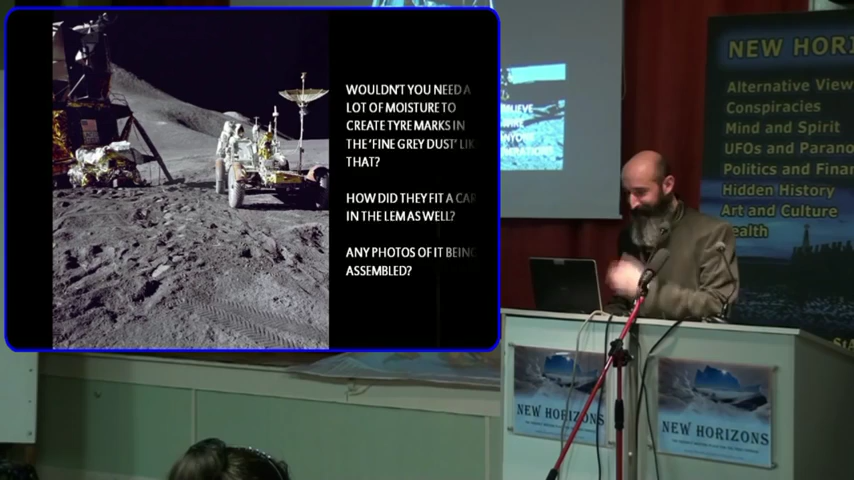 WOULDN'T YOU NEED A
LOT OF MOISTURE TO
CREATE TYRE MARKS IN
THE 'FINE GREY DUST' LIK
THAT?
HOW DID THEY FIT A CAR
IN THE LEM AS WELL?
ANY PHOTOS OF IT BEING
ASSEMBLED?
NEW HORI
Alternative View
Conspiracies
Mind and Spirit
UFOs and Parano
Politics and Finan
Hidden History
Art and Culture
ealth
NEW HORIZONS
NEW HORIZONS